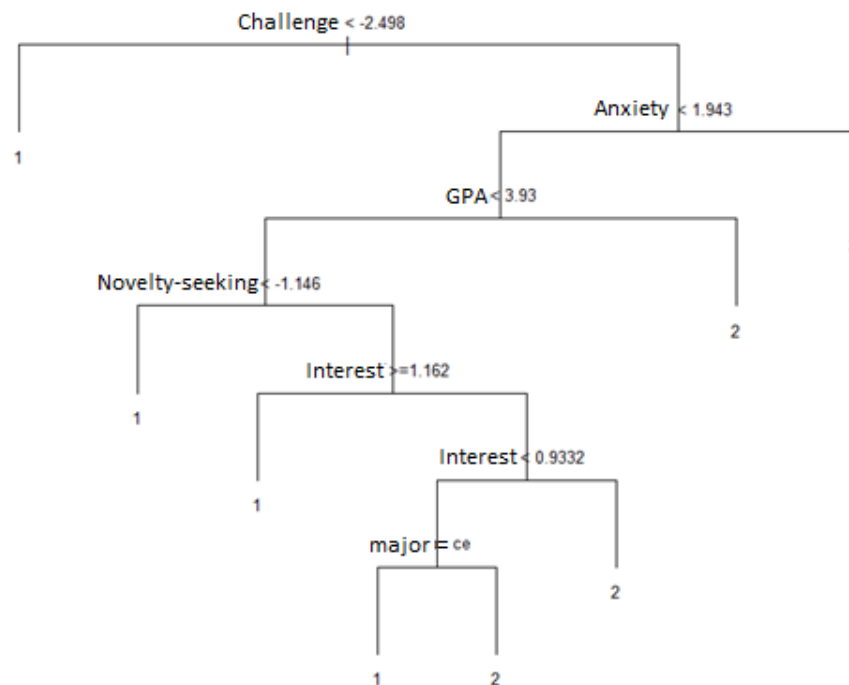 Challenge < -2.498
Anxiety < 1.943
1
GPA < 3.93
Novelty-seeking < -1.146
2
Interest >=1.162
1
Interest < 0.9332
1
major = ce
2
1
2